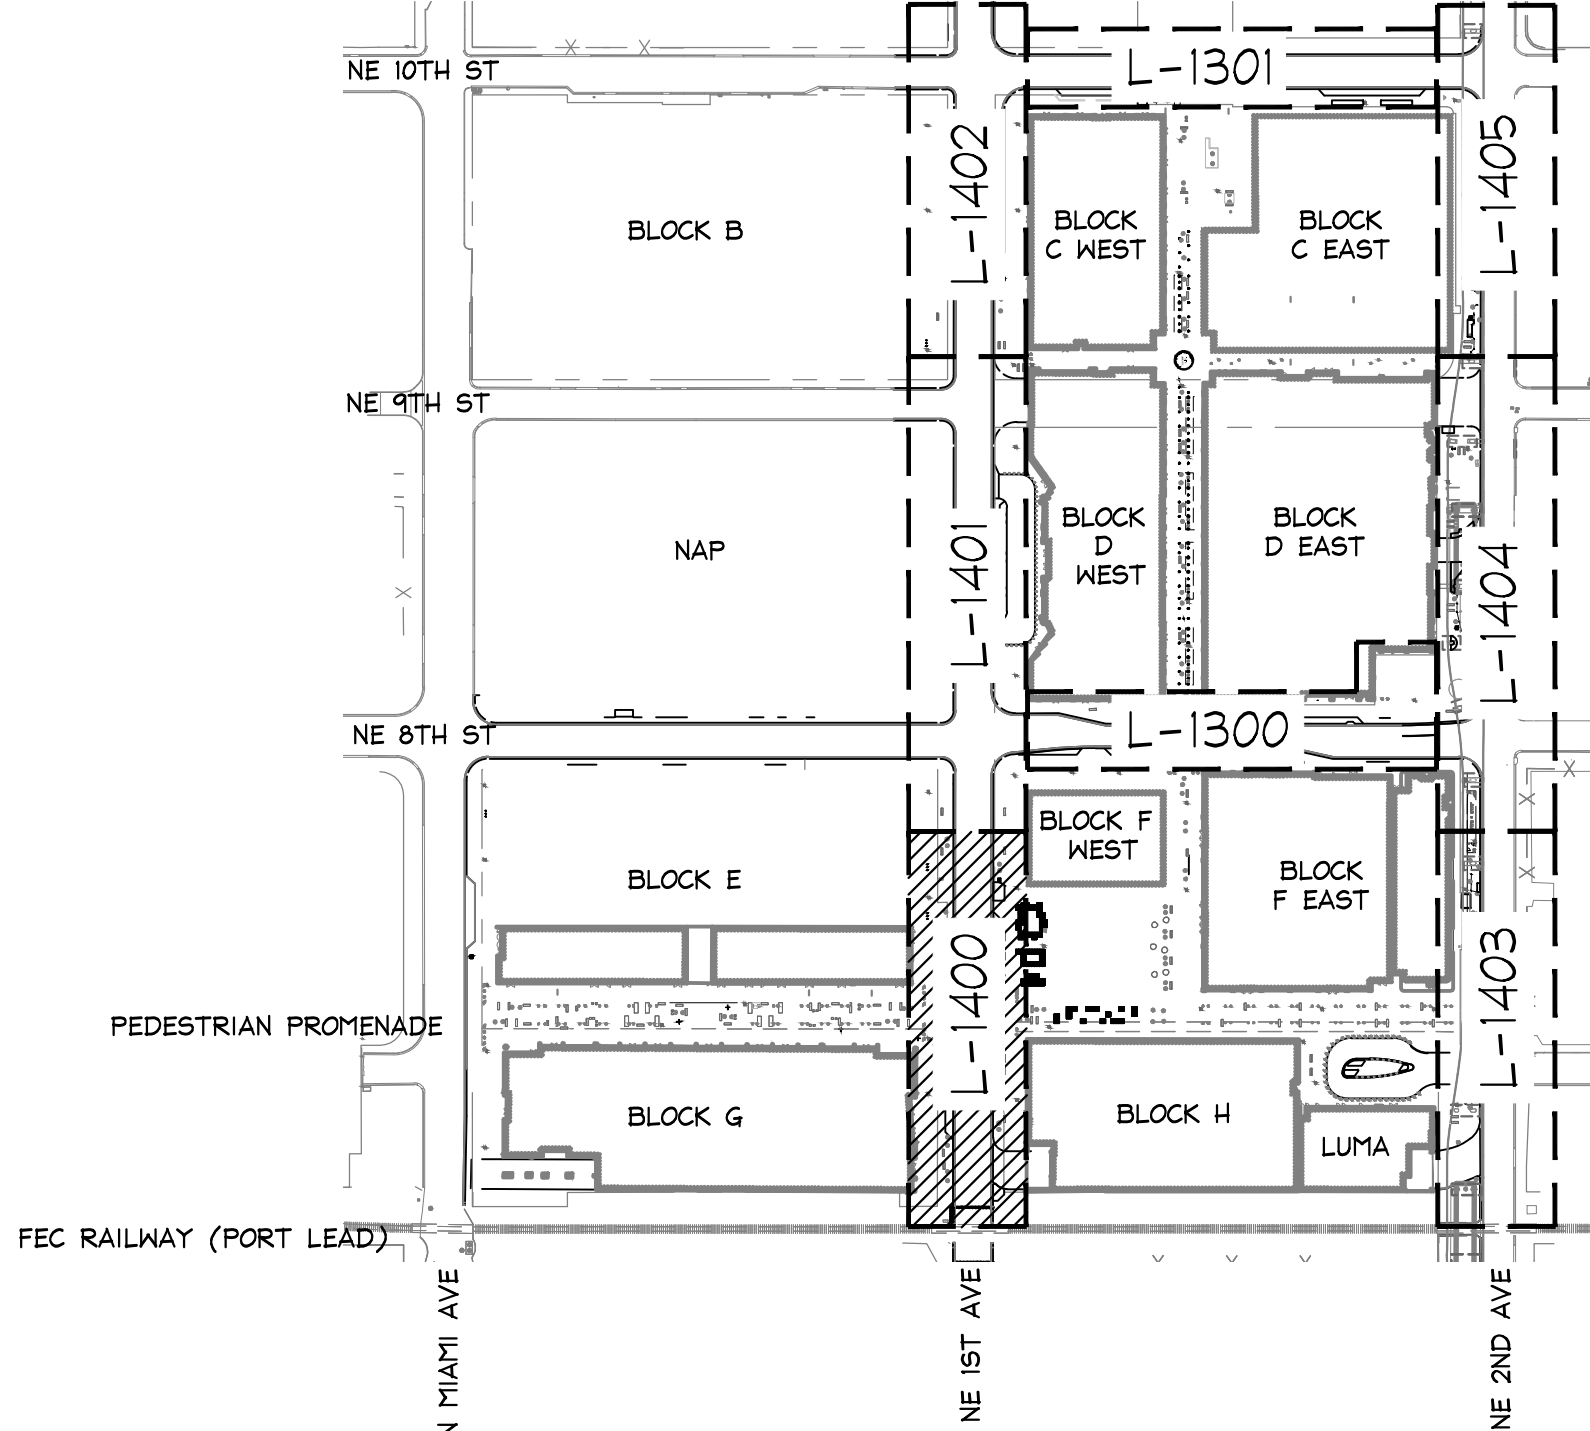 NE 10TH ST
L-1301
L-1402
L-1405
BLOCK B
BLOCK
C WEST
BLOCK
C EAST
NE 9TH ST
NAP
L-1401
BLOCK
D
WEST
BLOCK
D EAST
L-1404
NE 8TH ST
L-1300
BLOCK F
WEST
BLOCK E
BLOCK
F EAST
L-1400
L-1403
PEDESTRIAN PROMENADE
BLOCK G
BLOCK H
LUMA
FEC RAILWAY (PORT LEAD)
N MIAMI AVE
NE 1ST AVE
NE 2ND AVE